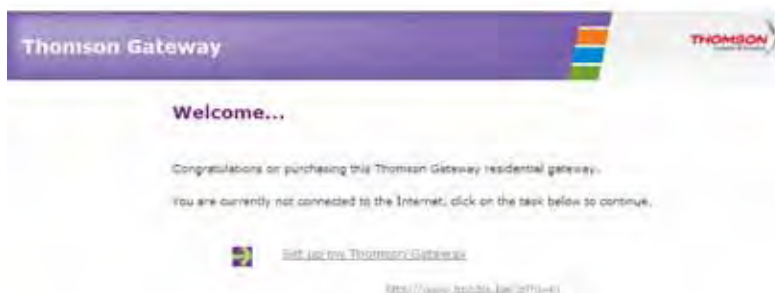 Thomson Gateway
THOMSON
Welcome...
Congratulations on purchasing this Thomson Gateway residential gateway.
You are currently not connected to the Internet, click on the task below to continue.
Set up my Thomson Gateway